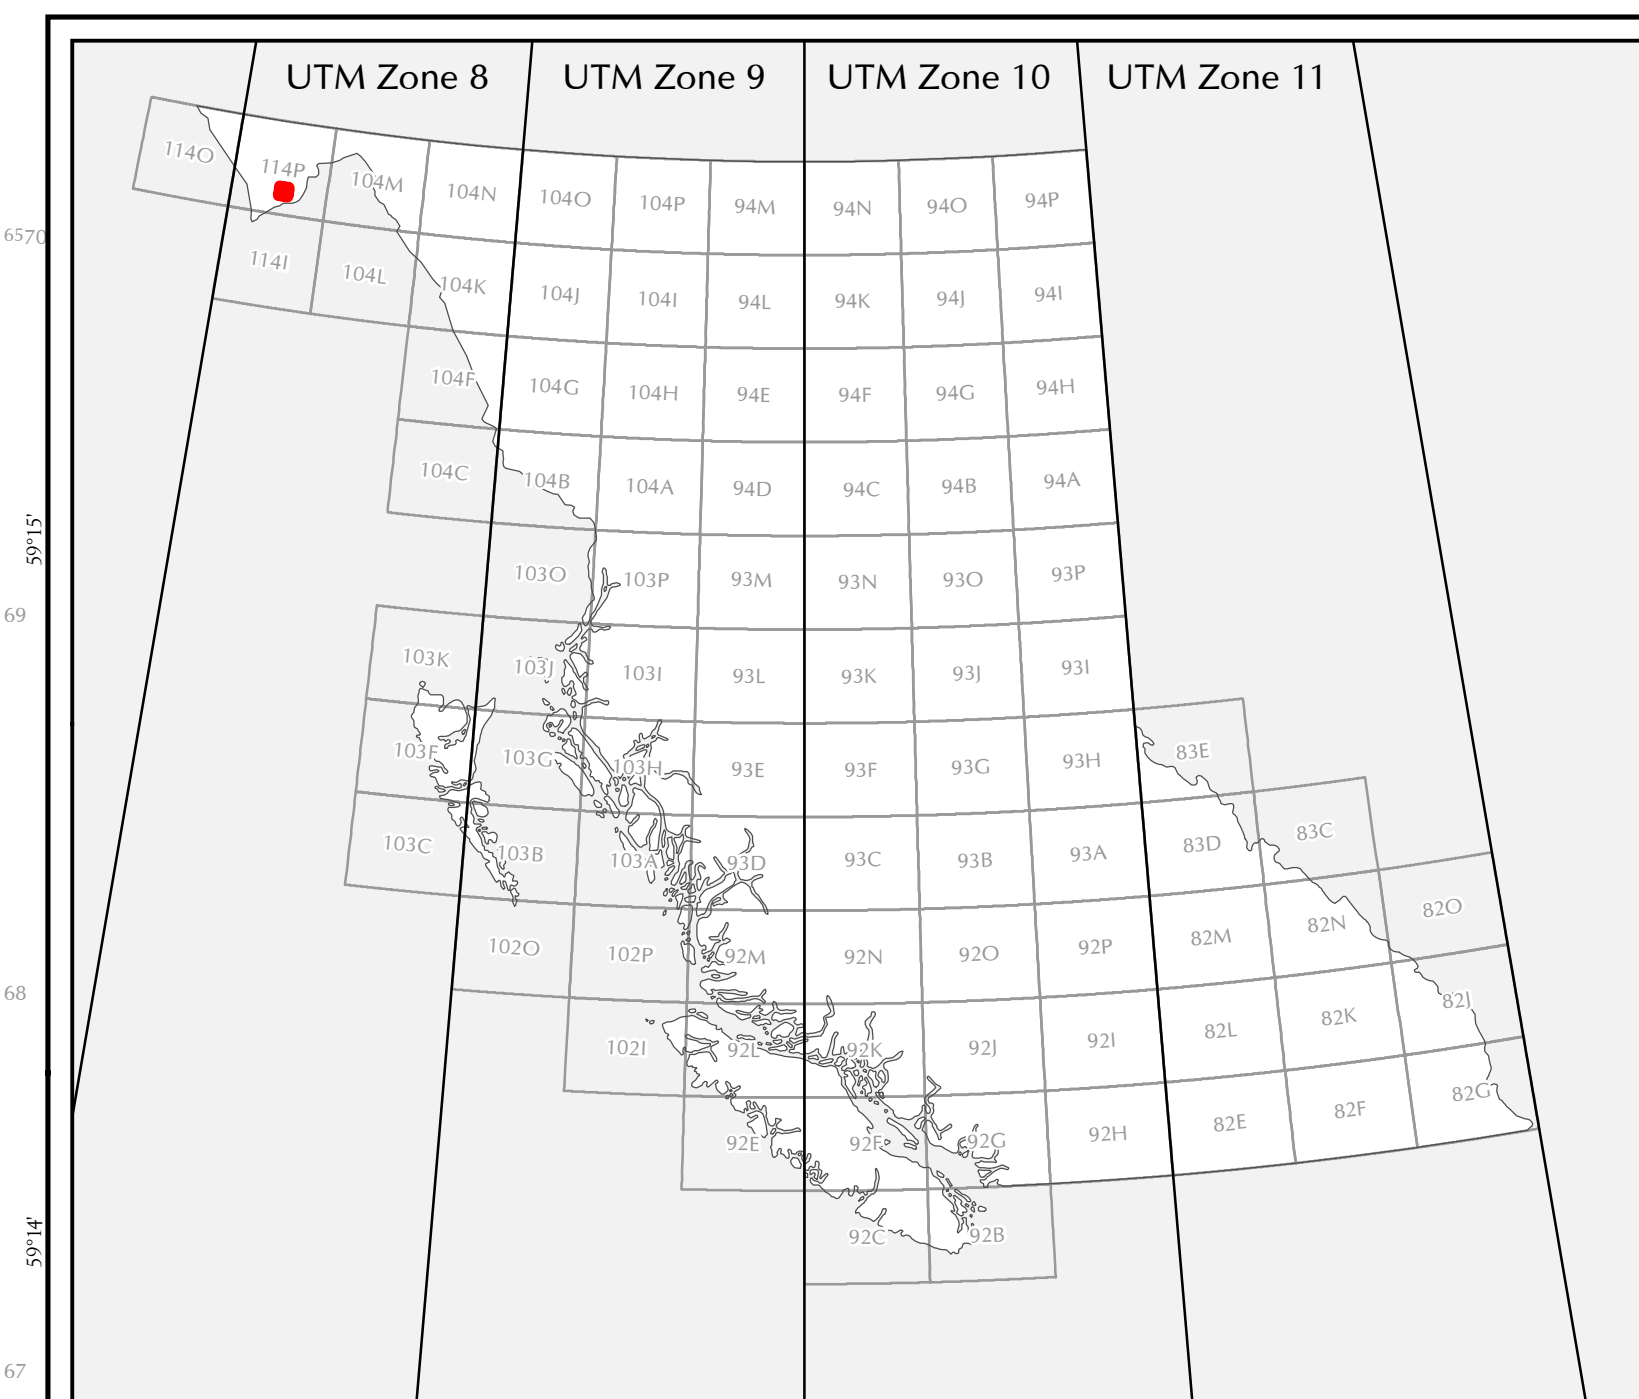 UTM Zone 8 UTM Zone 9 UTM Zone 10 UTM Zone 11
114O 114P 104M 104N 104O 104P 94M 94N 94O 94P
6570
114I 104L 104K 104J 104I 94L 94K 94J 94I
104F 104G 104H 94E 94F 94G 94H
104C 104B 104A 94D 94C 94B 94A
59°15'
103O 103P 93M 93N 93O 93P
69
103K 103J 103I 93L 93K 93J 93I
103F 103G 103H 93E 93F 93G 93H 83E
103C 103B 103A 93D 93C 93B 93A 83D 83C
102O 102P 92M 92N 92O 92P 82M 82N 82O
68
102I 92L 92K 92J 92I 82L 82K 82J
92E 92F 92G 92H 82E 82F 82G
59°14'
92C 92B
67